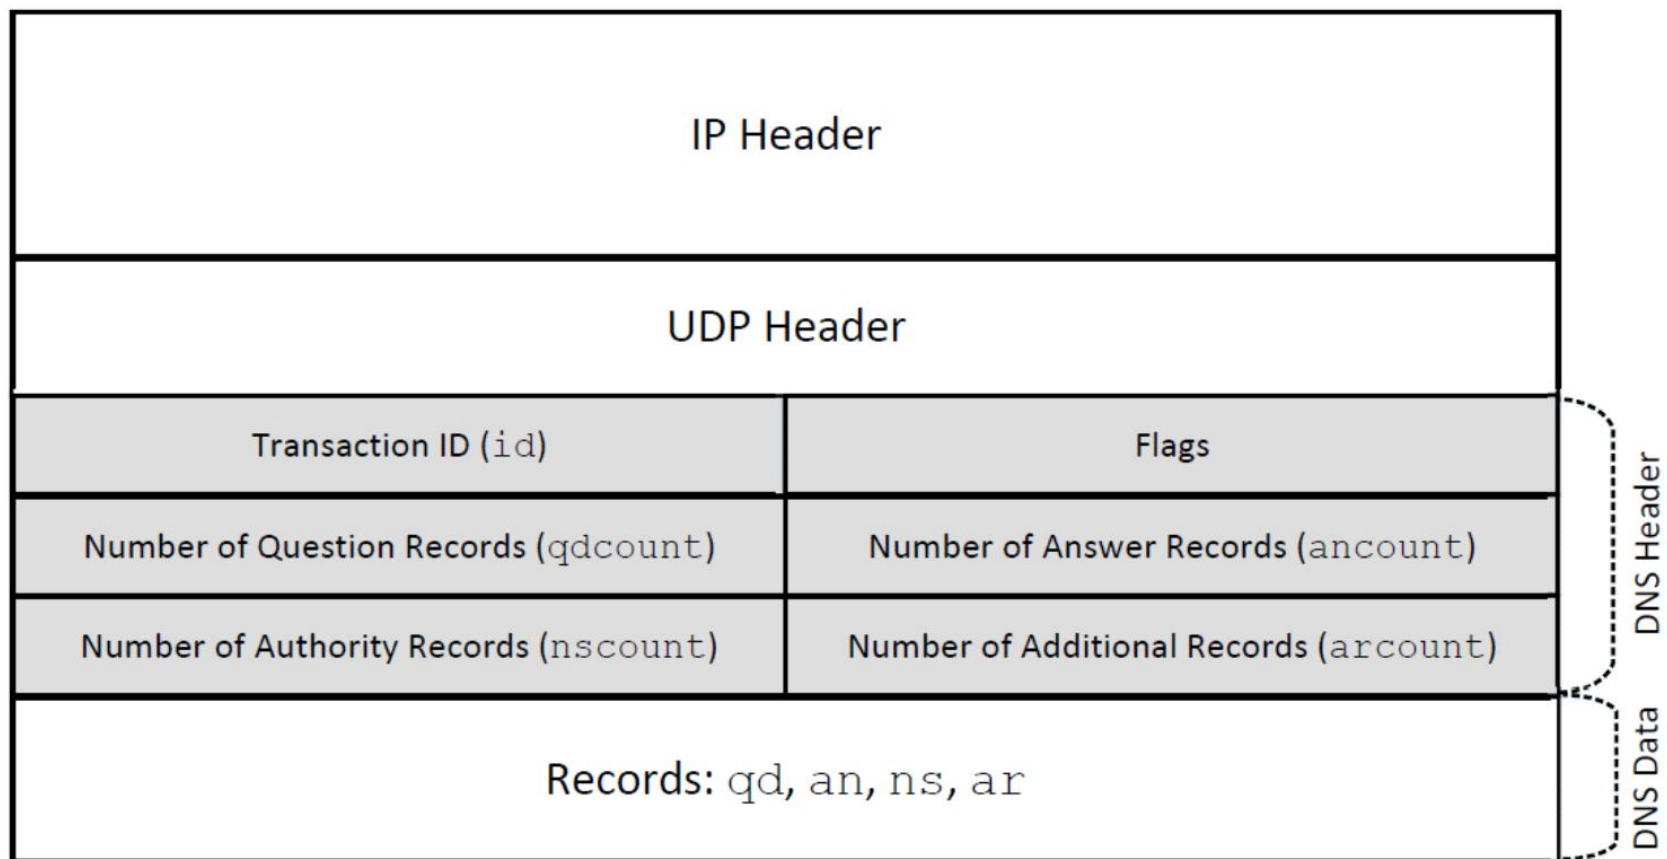 IP Header
UDP Header
Transaction ID (id)
Flags
Number of Question Records (qdcount)
Number of Answer Records (ancount)
Number of Authority Records (nscount)
Number of Additional Records (arcount)
DNS Header
Records: qd, an, ns, ar
DNS Data